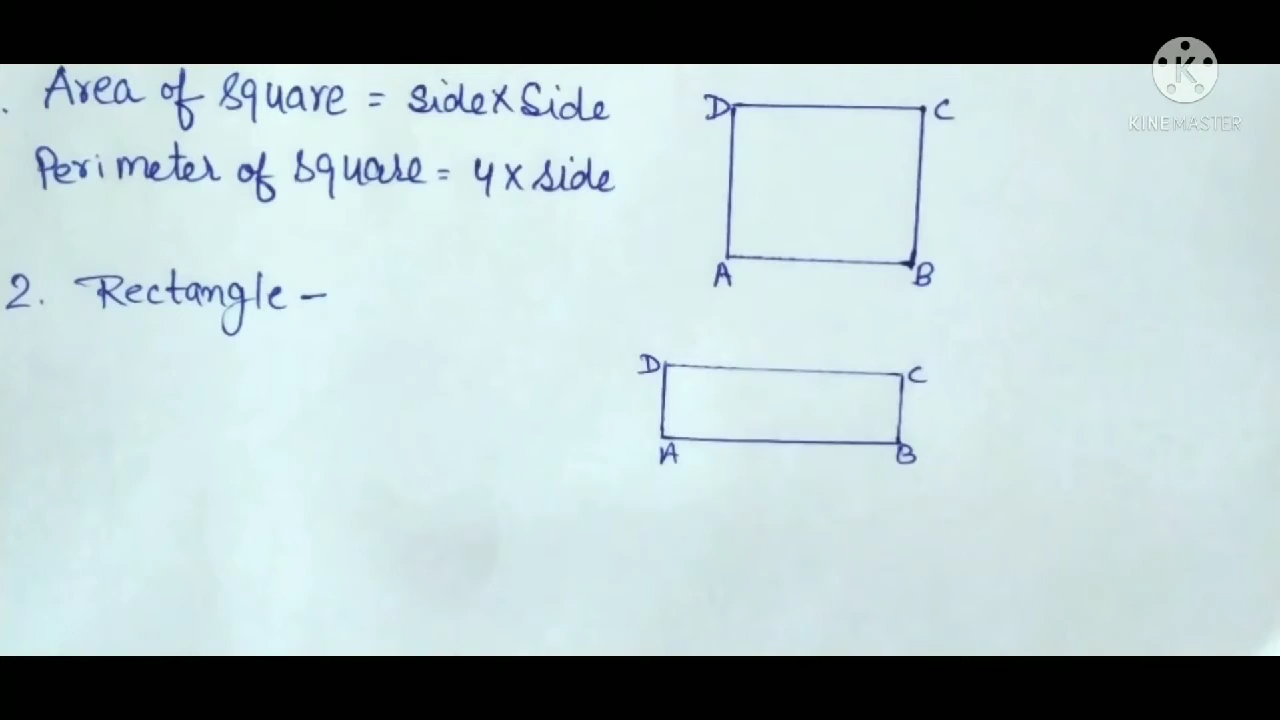 . Area of square = side×side
Perimeter of square = 4 × side
D
C
A
B
2. Rectangle –
D
C
A
B
K
KINEMASTER